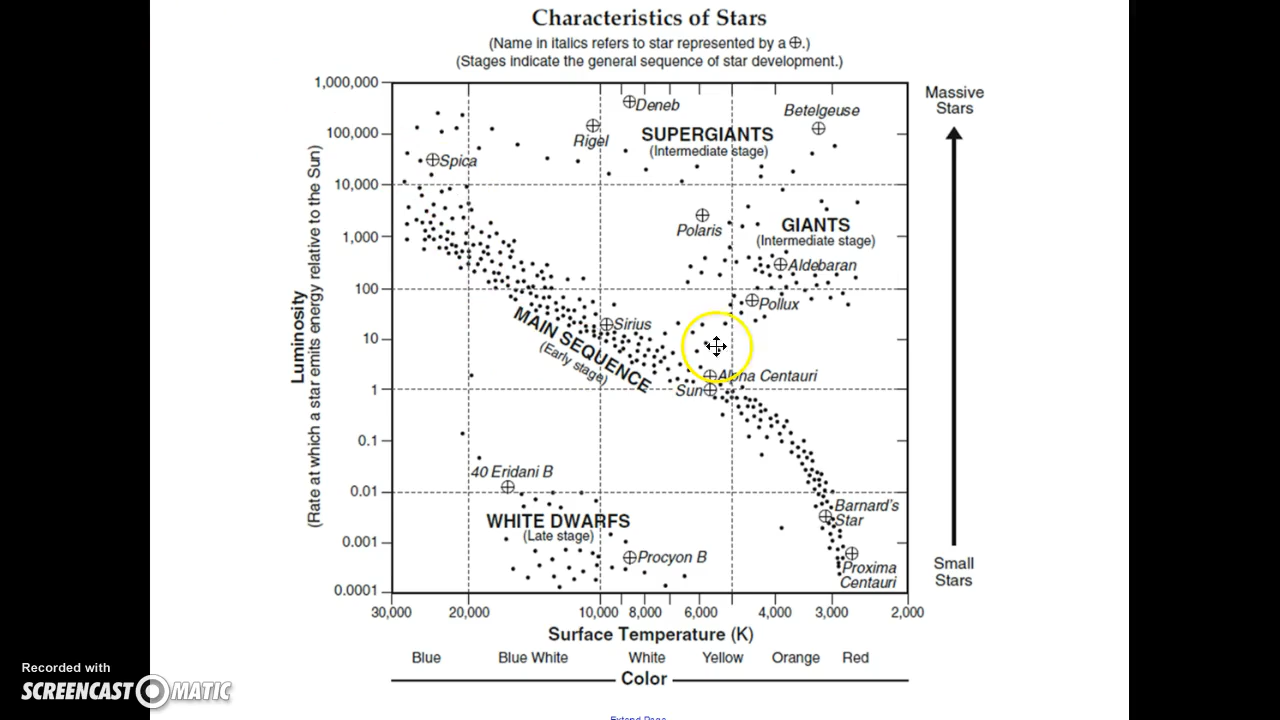 Characteristics of Stars
(Name in italics refers to star represented by a ⊕.)
(Stages indicate the general sequence of star development.)
1,000,000
100,000
10,000
1,000
100
10
1
0.1
0.01
0.001
0.0001
Luminosity
(Rate at which a star emits energy relative to the Sun)
Deneb
Betelgeuse
Rigel
SUPERGIANTS
(Intermediate stage)
Spica
Polaris
GIANTS
(Intermediate stage)
Aldebaran
Pollux
Sirius
MAIN SEQUENCE
(Early stage)
Alpha Centauri
Sun
40 Eridani B
WHITE DWARFS
(Late stage)
Procyon B
Barnard's
Star
Proxima
Centauri
Massive
Stars
Small
Stars
30,000 20,000 10,000 8,000 6,000 4,000 3,000 2,000
Surface Temperature (K)
Blue Blue White White Yellow Orange Red
Color
Recorded with
SCREENCAST O MATIC
Extend Page